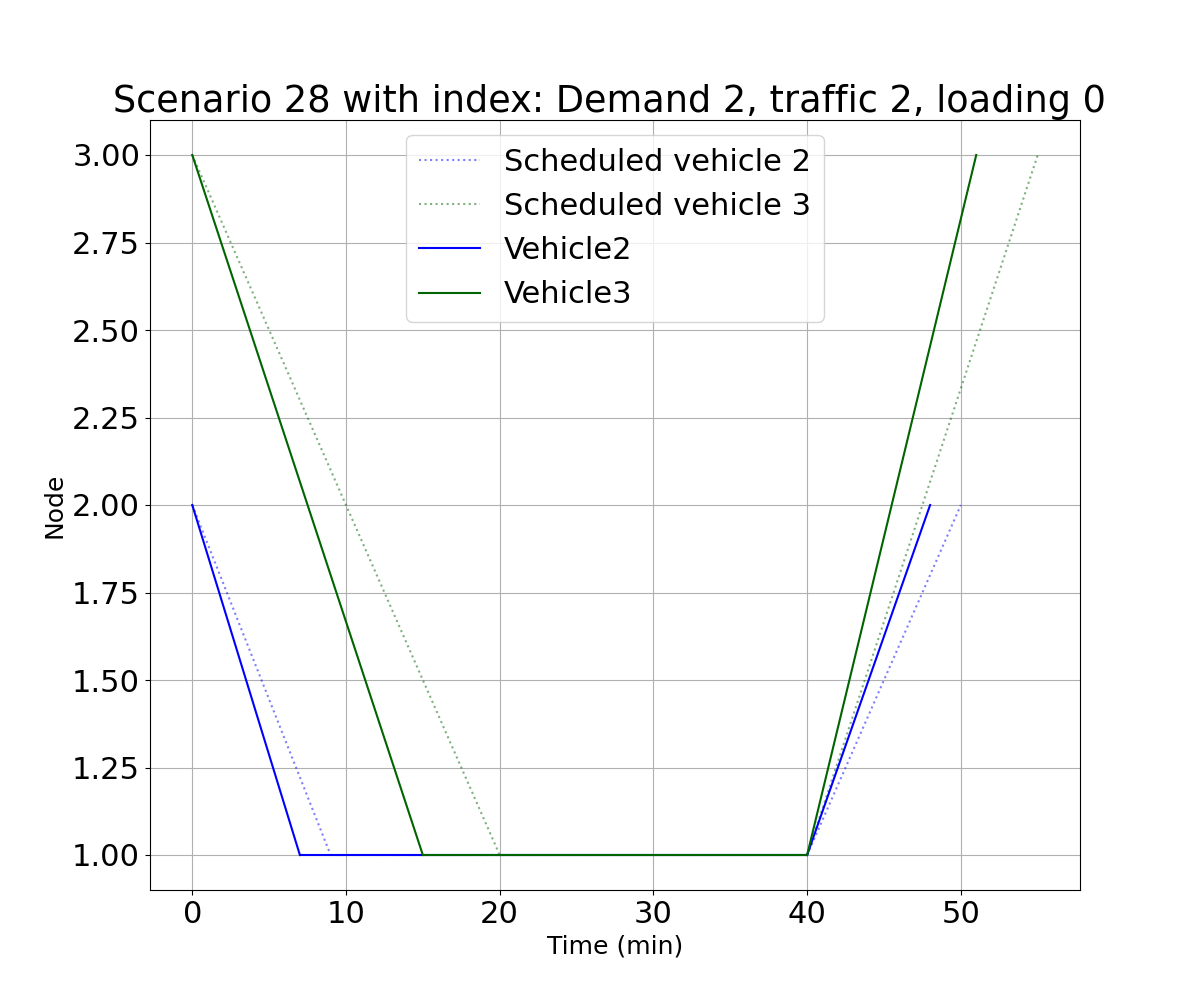 Scenario 28 with index: Demand 2, traffic 2, loading 0
Scheduled vehicle 2
Scheduled vehicle 3
Vehicle2
Vehicle3
3.00
2.75
2.50
2.25
2.00
1.75
1.50
1.25
1.00
Node
0 10 20 30 40 50
Time (min)